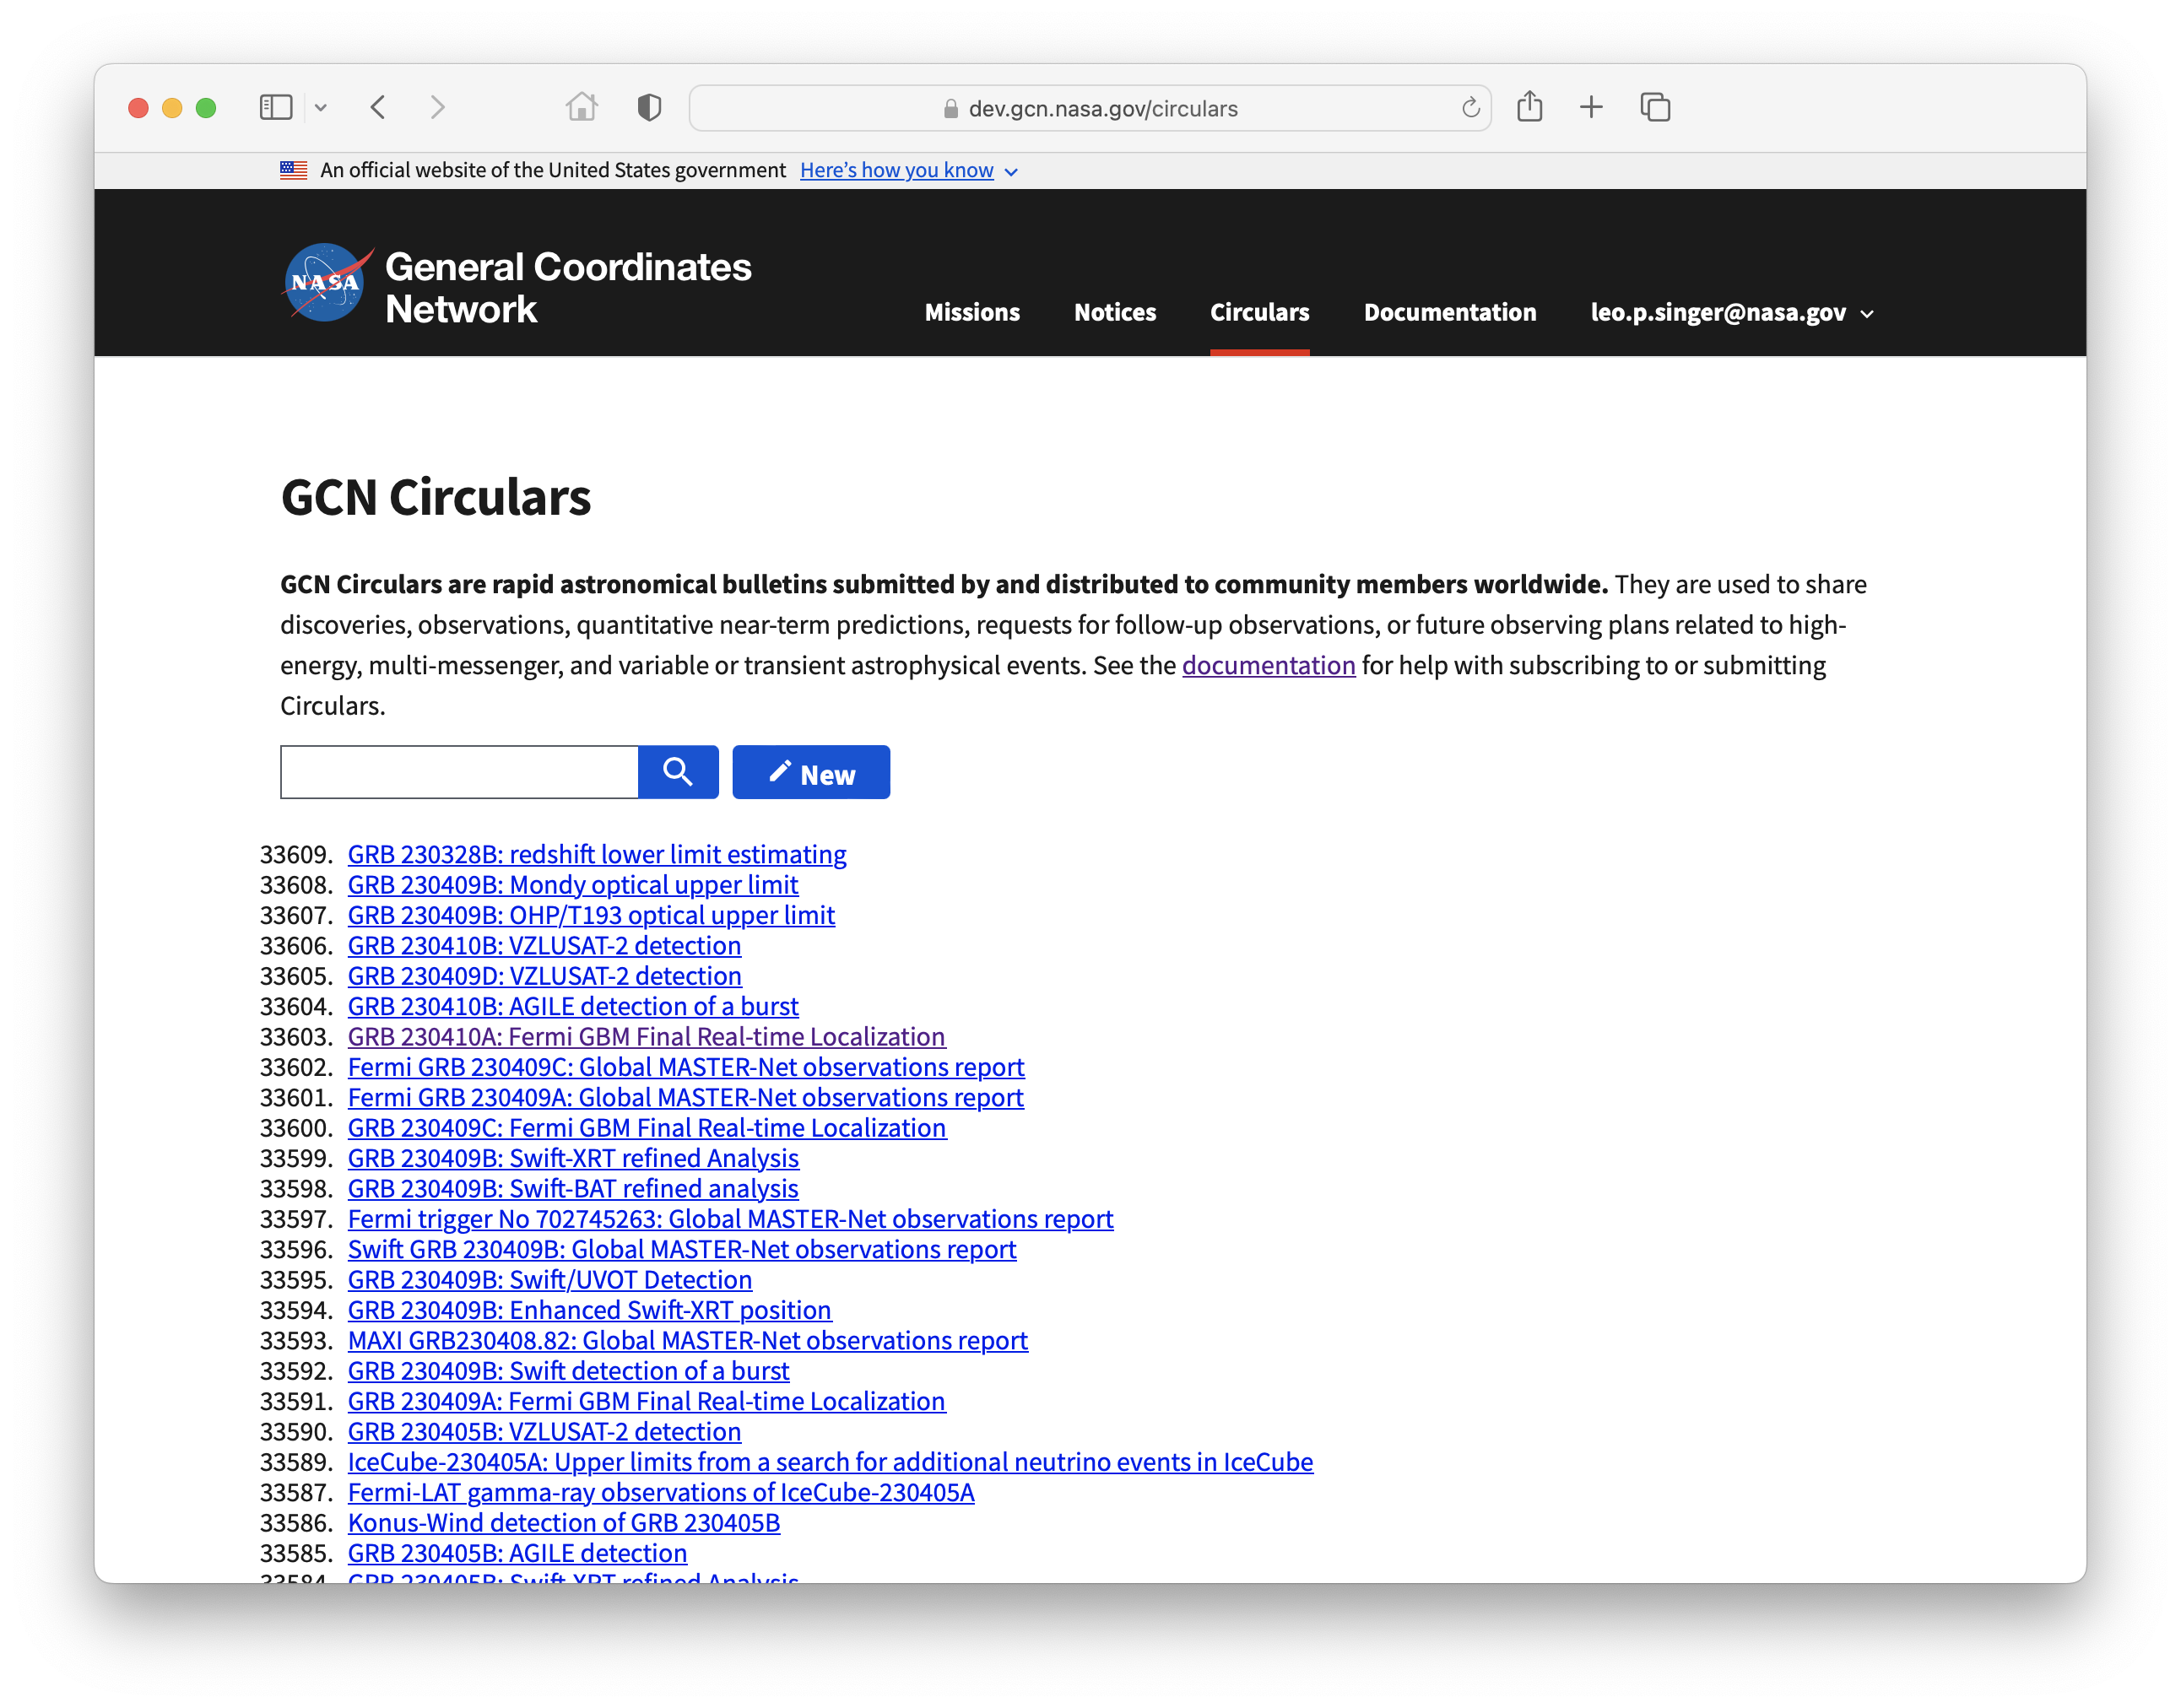 dev.gcn.nasa.gov/circulars
An official website of the United States government Here’s how you know
NASA
General Coordinates
Network
Missions Notices Circulars Documentation leo.p.singer@nasa.gov
GCN Circulars
GCN Circulars are rapid astronomical bulletins submitted by and distributed to community members worldwide. They are used to share
discoveries, observations, quantitative near-term predictions, requests for follow-up observations, or future observing plans related to high-
energy, multi-messenger, and variable or transient astrophysical events. See the documentation for help with subscribing to or submitting
Circulars.
New
33609. GRB 230328B: redshift lower limit estimating
33608. GRB 230409B: Mondy optical upper limit
33607. GRB 230409B: OHP/T193 optical upper limit
33606. GRB 230410B: VZLUSAT-2 detection
33605. GRB 230409D: VZLUSAT-2 detection
33604. GRB 230410B: AGILE detection of a burst
33603. GRB 230410A: Fermi GBM Final Real-time Localization
33602. Fermi GRB 230409C: Global MASTER-Net observations report
33601. Fermi GRB 230409A: Global MASTER-Net observations report
33600. GRB 230409C: Fermi GBM Final Real-time Localization
33599. GRB 230409B: Swift-XRT refined Analysis
33598. GRB 230409B: Swift-BAT refined analysis
33597. Fermi trigger No 702745263: Global MASTER-Net observations report
33596. Swift GRB 230409B: Global MASTER-Net observations report
33595. GRB 230409B: Swift/UVOT Detection
33594. GRB 230409B: Enhanced Swift-XRT position
33593. MAXI GRB230408.82: Global MASTER-Net observations report
33592. GRB 230409B: Swift detection of a burst
33591. GRB 230409A: Fermi GBM Final Real-time Localization
33590. GRB 230405B: VZLUSAT-2 detection
33589. IceCube-230405A: Upper limits from a search for additional neutrino events in IceCube
33587. Fermi-LAT gamma-ray observations of IceCube-230405A
33586. Konus-Wind detection of GRB 230405B
33585. GRB 230405B: AGILE detection
33584. GRB 230405B: Swift-XRT refined Analysis